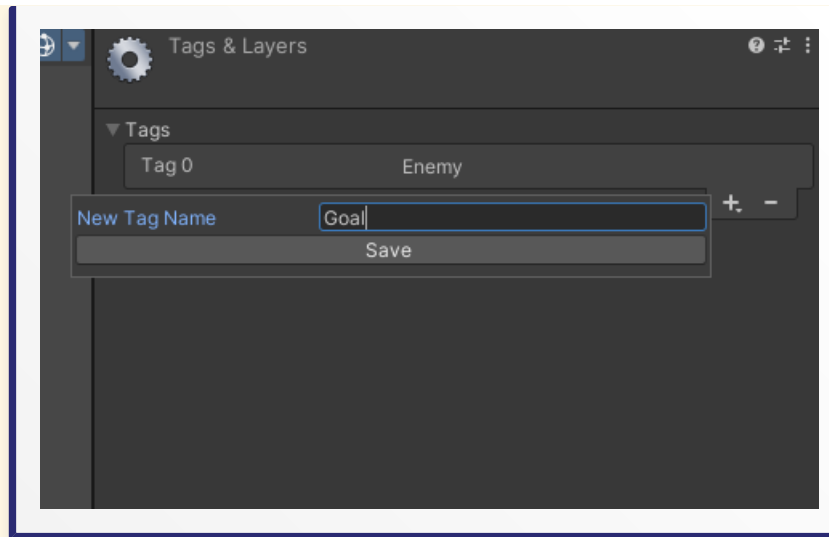 Tags & Layers
Tags
Tag 0 Enemy
New Tag Name Goal
Save